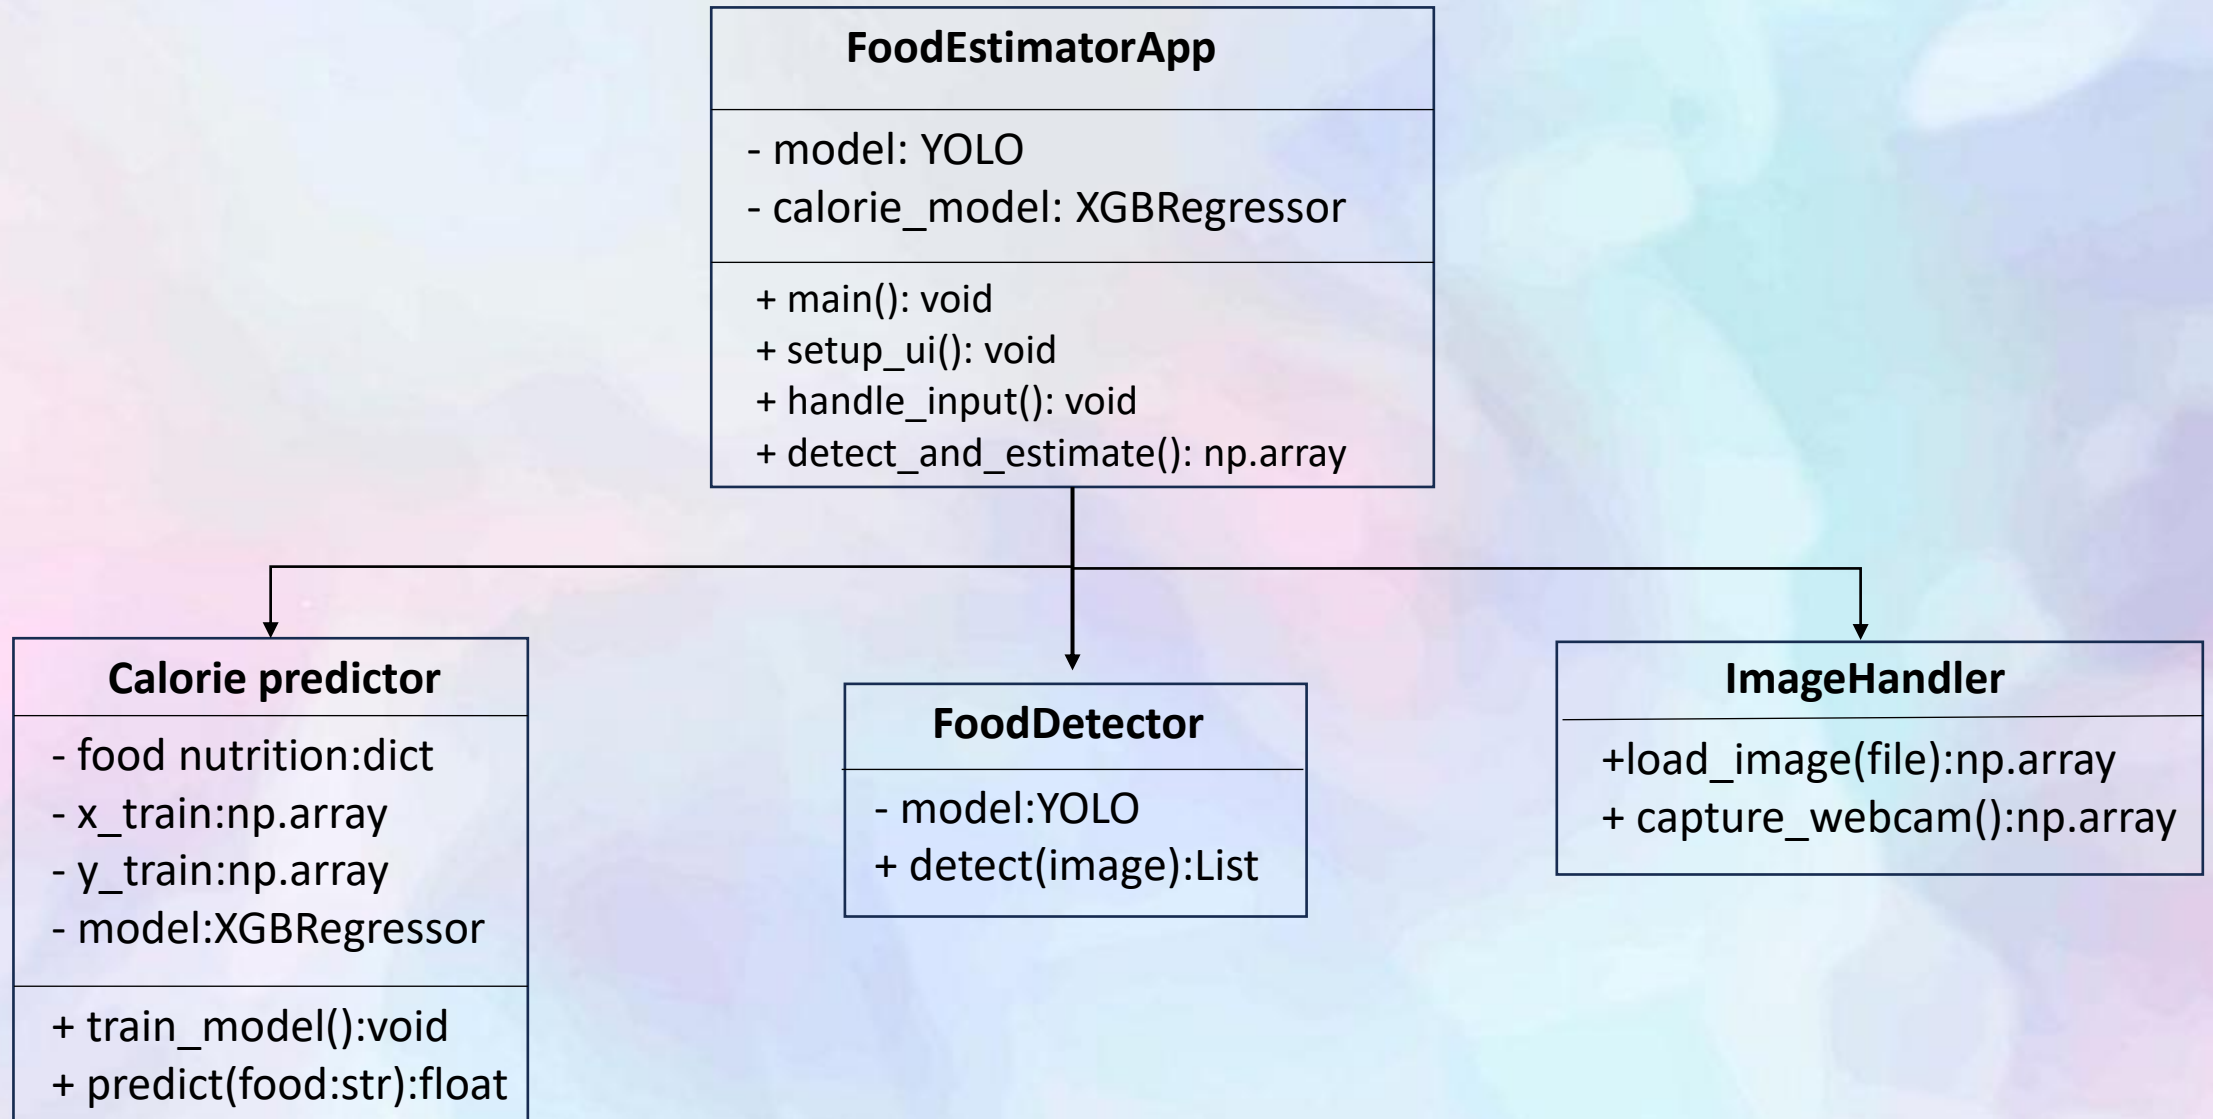 FoodEstimatorApp
- model: YOLO
- calorie_model: XGBRegressor
+ main(): void
+ setup_ui(): void
+ handle_input(): void
+ detect_and_estimate(): np.array
Calorie predictor
- food nutrition:dict
- x_train:np.array
- y_train:np.array
- model:XGBRegressor
+ train_model():void
+ predict(food:str):float
FoodDetector
- model:YOLO
+ detect(image):List
ImageHandler
+load_image(file):np.array
+ capture_webcam():np.array